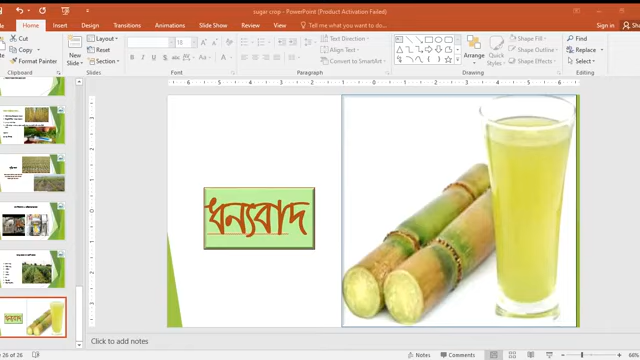 sugar crop - PowerPoint (Product Activation Failed)
Home Insert Design Transitions Animations Slide Show Review View Tell me what you want to do...
Sign in
Cut
Copy
Format Painter
Clipboard
New Slide
Layout
Reset
Section
Slides
Font
18
Text Direction
Align Text
Convert to SmartArt
Paragraph
Arrange
Quick Styles
Shape Fill
Shape Outline
Shape Effects
Drawing
Find
Replace
Select
Editing
ধন্যবাদ
Click to add notes
26 of 26
Notes
Comments
66%